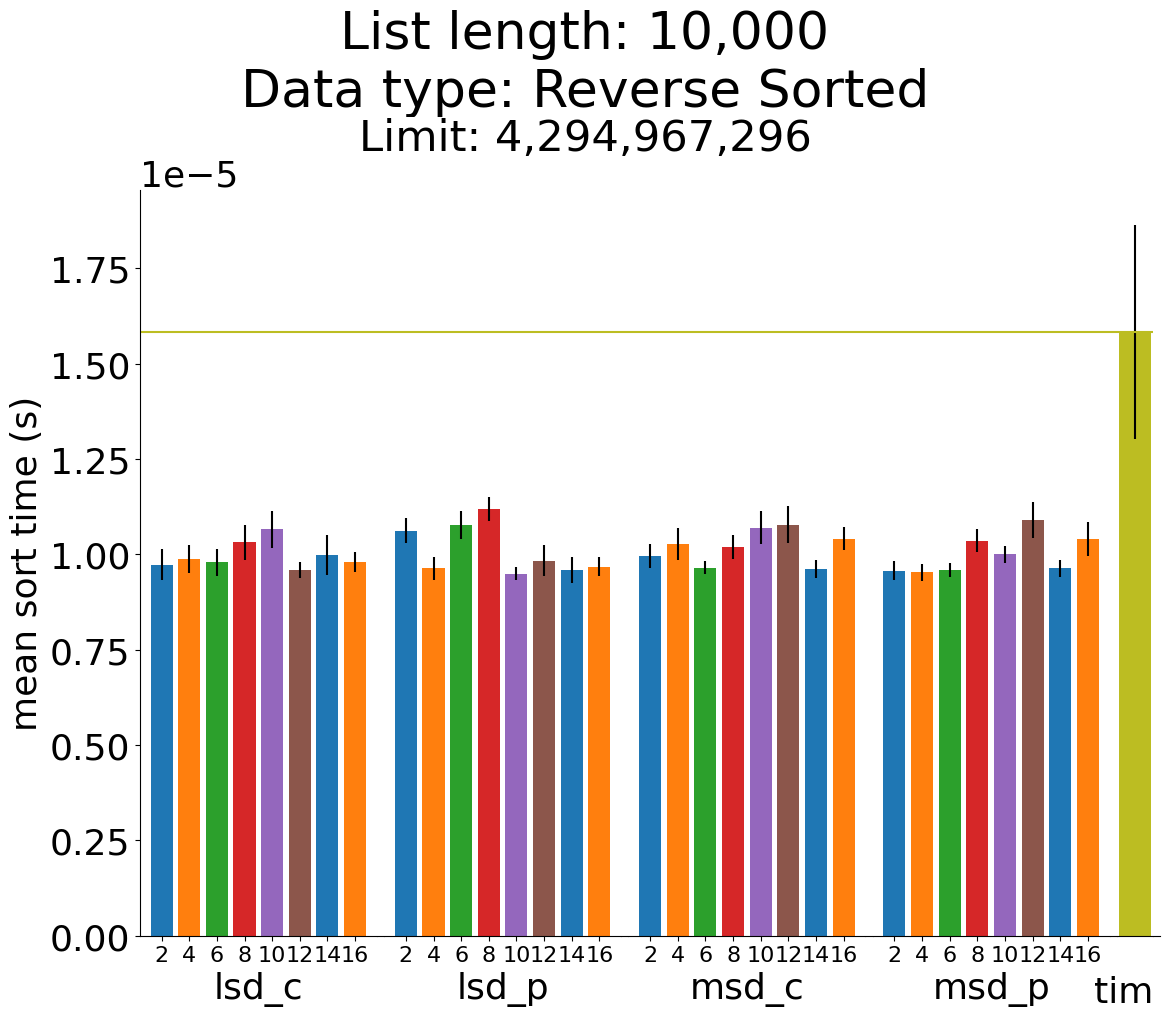 List length: 10,000
Data type: Reverse Sorted
Limit: 4,294,967,296
1e−5
1.75
1.50
1.25
1.00
0.75
0.50
0.25
0.00
mean sort time (s)
2 4 6 8 10 12 14 16 2 4 6 8 10 12 14 16 2 4 6 8 10 12 14 16 2 4 6 8 10 12 14 16
lsd_c lsd_p msd_c msd_p tim